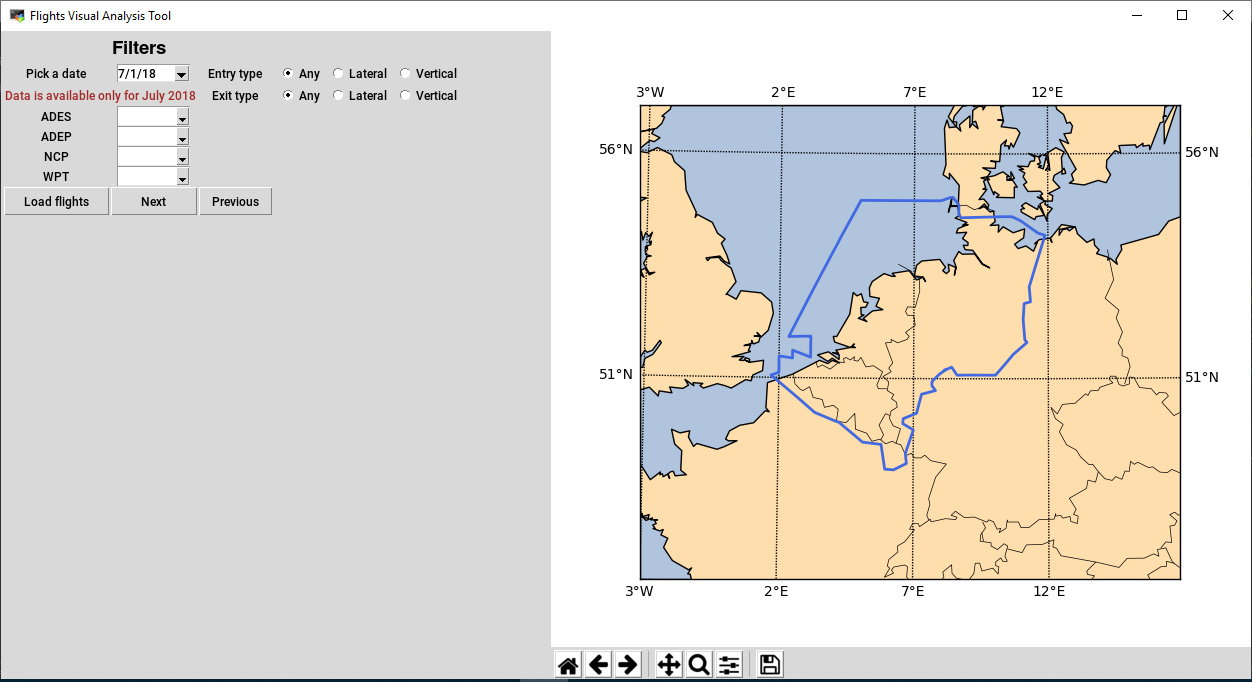 Flights Visual Analysis Tool
Filters
Pick a date 7/1/18 Entry type Any Lateral Vertical
Data is available only for July 2018 Exit type Any Lateral Vertical
ADES
ADEP
NCP
WPT
Load flights Next Previous
3°W 2°E 7°E 12°E
56°N 56°N
51°N 51°N
3°W 2°E 7°E 12°E